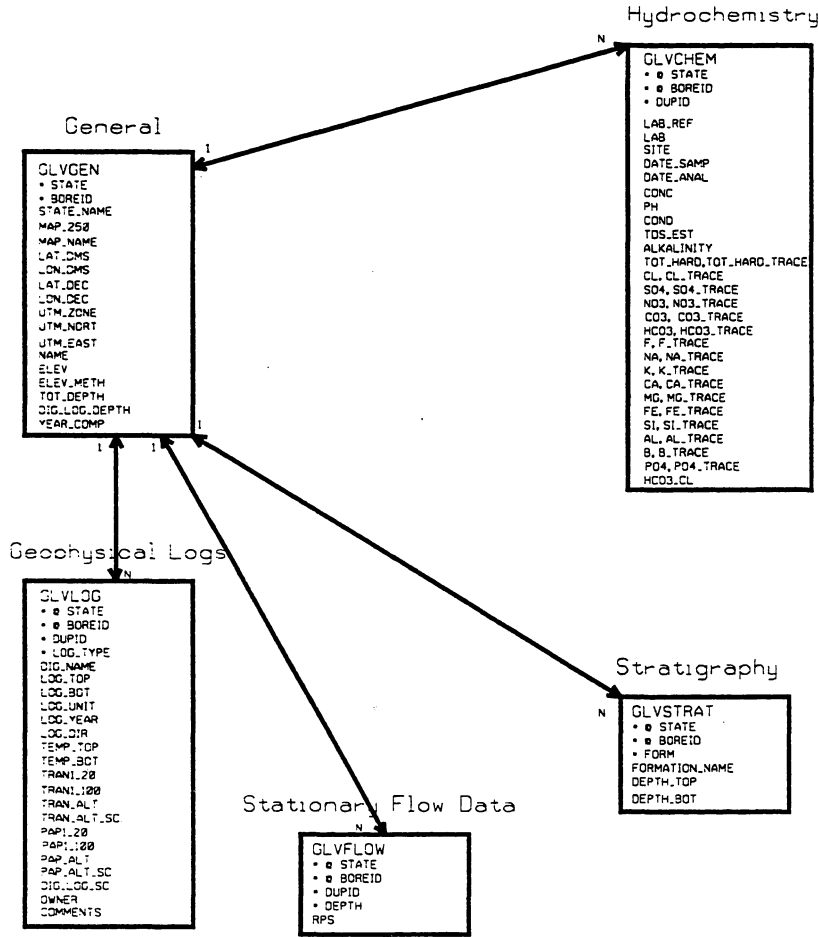 Hydrochemistry
N
GLVCHEM
• ¤ STATE
• ¤ BOREID
• DUPID
LAB_REF
LAB
SITE
DATE_SAMP
DATE_ANAL
CONC
PH
COND
TDS_EST
ALKALINITY
TOT_HARD,TOT_HARD_TRACE
CL, CL_TRACE
SO4, SO4_TRACE
NO3, NO3_TRACE
CO3, CO3_TRACE
HCO3, HCO3_TRACE
F, F_TRACE
NA, NA_TRACE
K, K_TRACE
CA, CA_TRACE
MG, MG_TRACE
FE, FE_TRACE
SI, SI_TRACE
AL, AL_TRACE
B, B_TRACE
PO4, PO4_TRACE
HCO3_CL
General
1
GLVGEN
• STATE
• BOREID
STATE_NAME
MAP_250
MAP_NAME
LAT_DMS
LON_DMS
LAT_DEC
LON_DEC
UTM_ZONE
UTM_NORT
UTM_EAST
NAME
ELEV
ELEV_METH
TOT_DEPTH
DIG_LOG_DEPTH
YEAR_COMP
1
1
1
Geophysical Logs
N
GLVLOG
• ¤ STATE
• ¤ BOREID
• DUPID
• LOG_TYPE
DIG_NAME
LOG_TOP
LOG_BOT
LOG_UNIT
LOG_YEAR
LOG_DIR
TEMP_TOP
TEMP_BOT
TRAN1_20
TRAN1_100
TRAN_ALT
TRAN_ALT_SC
PAP1_20
PAP1_100
PAP_ALT
PAP_ALT_SC
DIG_LOG_SC
OWNER
COMMENTS
Stationary Flow Data
N
GLVFLOW
• ¤ STATE
• ¤ BOREID
• DUPID
• DEPTH
RPS
Stratigraphy
N
GLVSTRAT
• ¤ STATE
• ¤ BOREID
• FORM
FORMATION_NAME
DEPTH_TOP
DEPTH_BOT